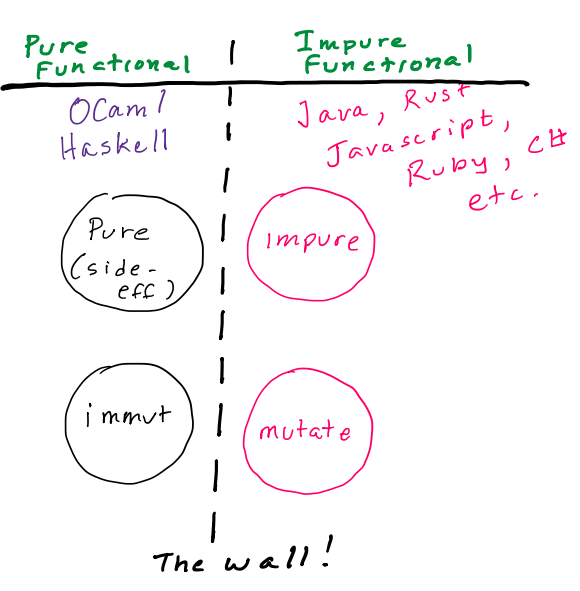 Pure
Functional
Impure
Functional
OCaml
Haskell
Java, Rust
Javascript,
Ruby, C#
etc.
Pure
(side-
eff)
impure
immut
mutate
The wall!